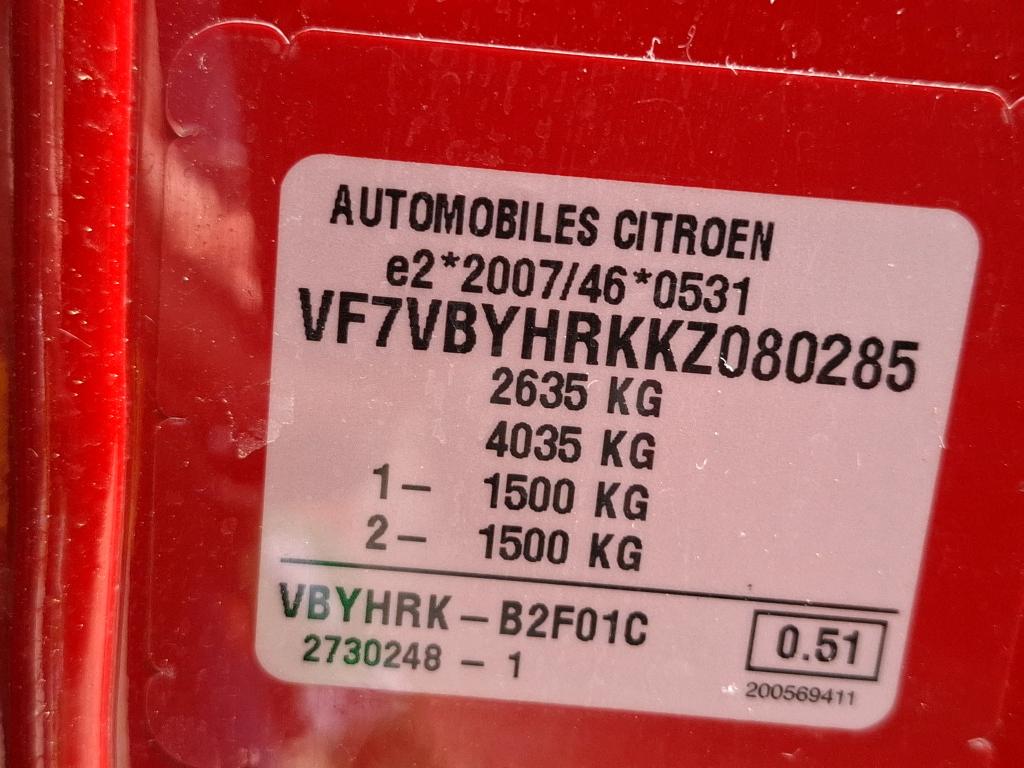 AUTOMOBILES CITROEN
e2*2007/46*0531
VF7VBYHRKKZ080285
2635 KG
4035 KG
1– 1500 KG
2– 1500 KG
VBYHRK – B2F01C
2730248 – 1
0.51
200569411